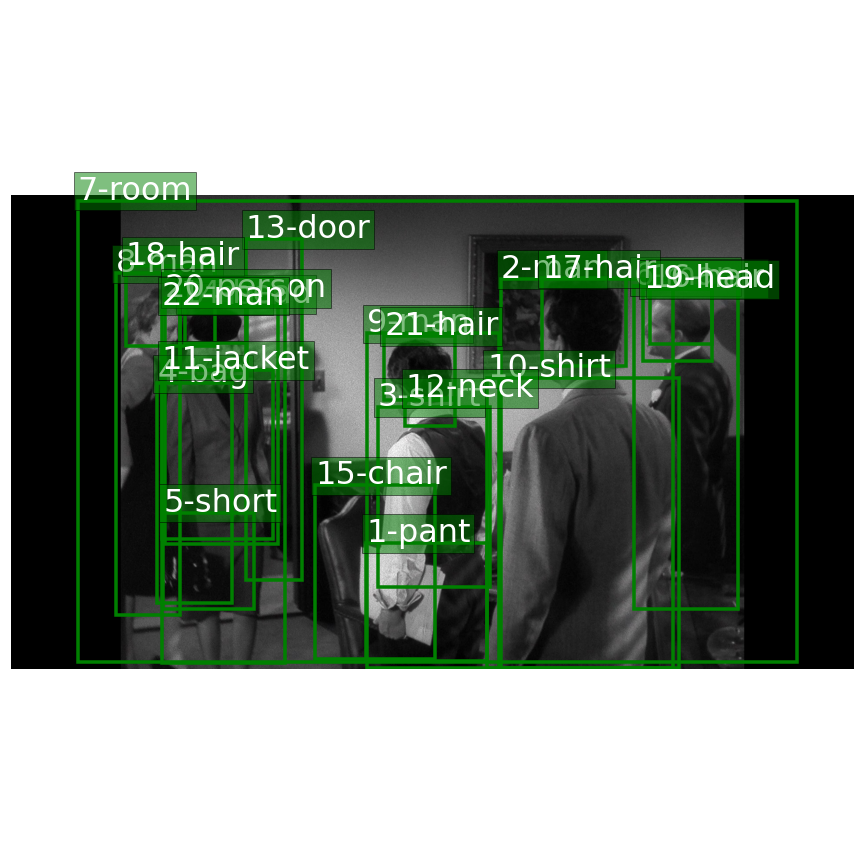 7-room
13-door
18-hair
8-man
20-person
22-man
2-man
17-hair
19-head
9-man
21-hair
11-jacket
4-bag
10-shirt
3-shirt
12-neck
15-chair
5-short
1-pant